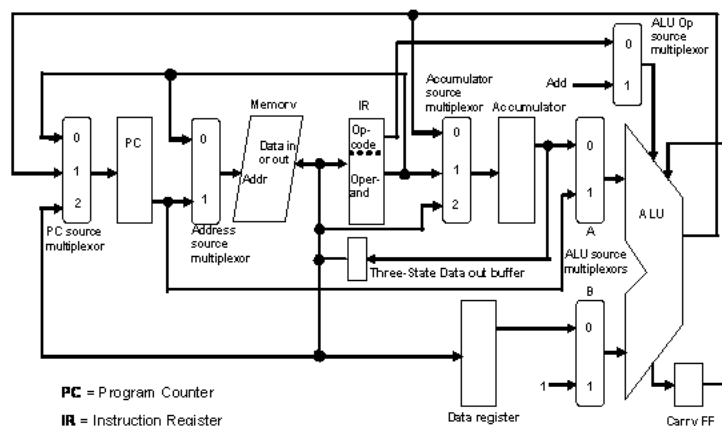 ALU Op
source
multiplexor
0
1
Add
Accumulator
source
multiplexor
Accumulator
Memory
IR
0
1
2
PC
0
1
Data in
or out
Addr
Op-
code
Oper-
and
0
1
2
0
1
A
ALU
PC source
multiplexor
Address
source
multiplexor
Three-State Data out buffer
ALU source
multiplexors
B
0
1
1
Data register
Carry FF
PC = Program Counter
IR = Instruction Register